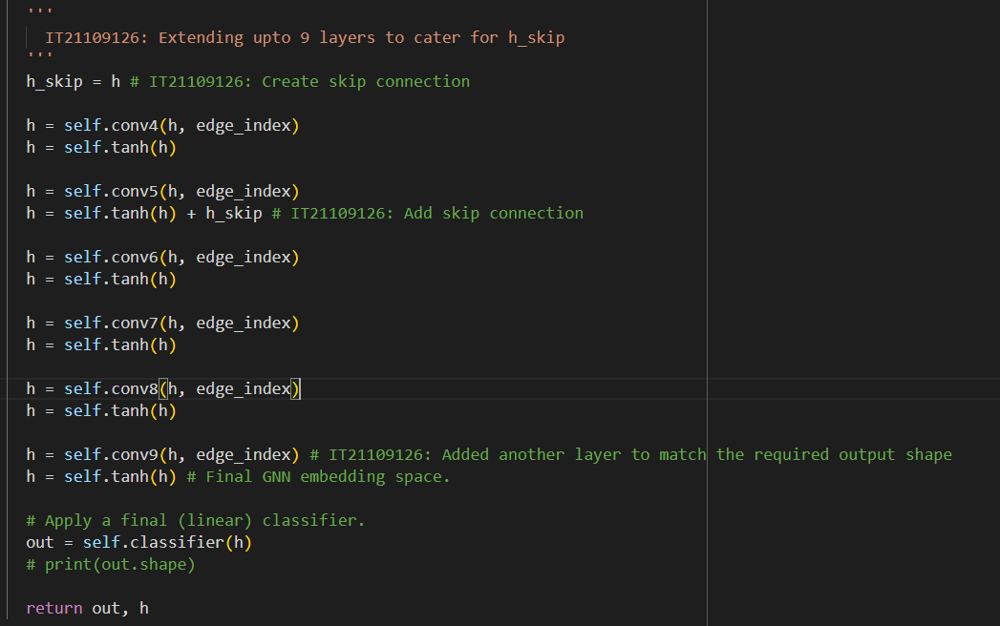 '''
IT21109126: Extending upto 9 layers to cater for h_skip
'''
h_skip = h # IT21109126: Create skip connection
h = self.conv4(h, edge_index)
h = self.tanh(h)
h = self.conv5(h, edge_index)
h = self.tanh(h) + h_skip # IT21109126: Add skip connection
h = self.conv6(h, edge_index)
h = self.tanh(h)
h = self.conv7(h, edge_index)
h = self.tanh(h)
h = self.conv8(h, edge_index)
h = self.tanh(h)
h = self.conv9(h, edge_index) # IT21109126: Added another layer to match the required output shape
h = self.tanh(h) # Final GNN embedding space.
# Apply a final (linear) classifier.
out = self.classifier(h)
# print(out.shape)
return out, h